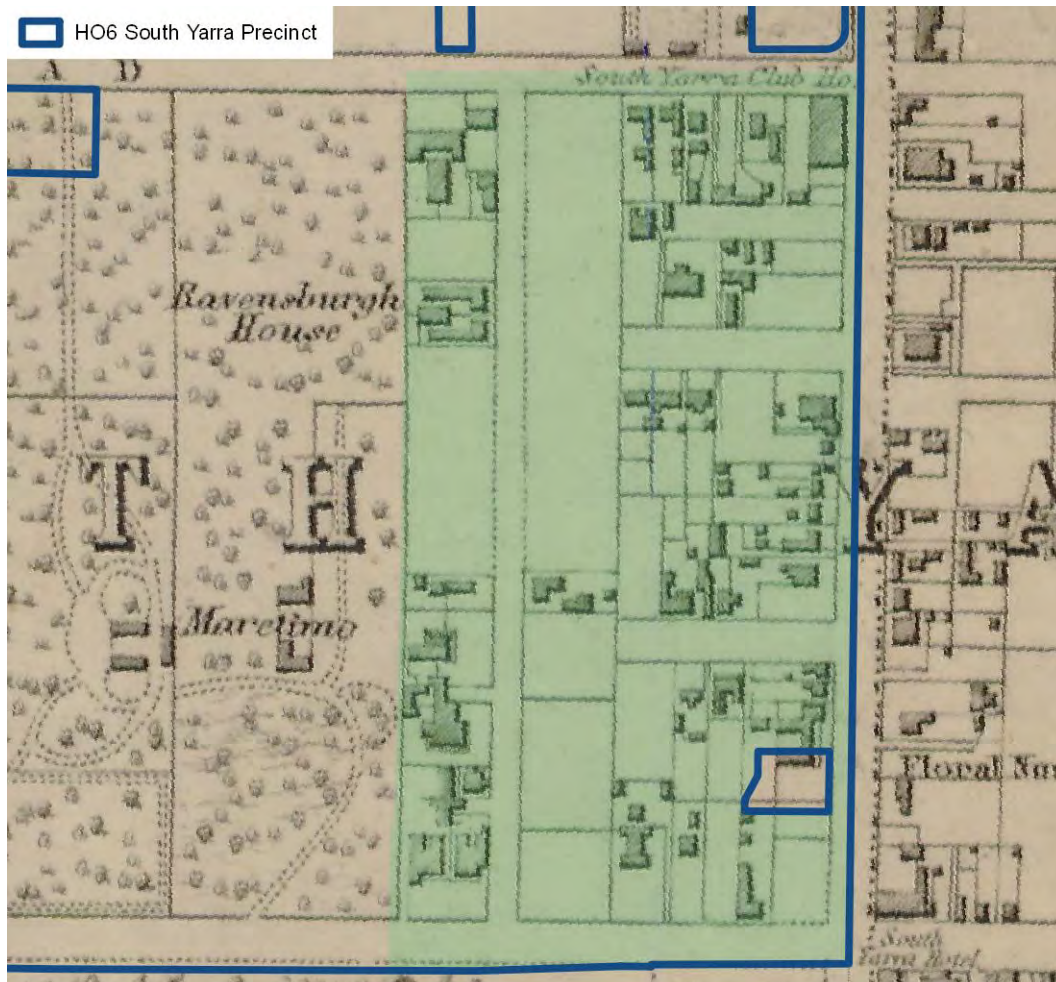 HO6 South Yarra Precinct
A D
South Yarra Club Ho.
Ravensburgh
House
T H
Maretimo
Floral
South
Yarra Hotel